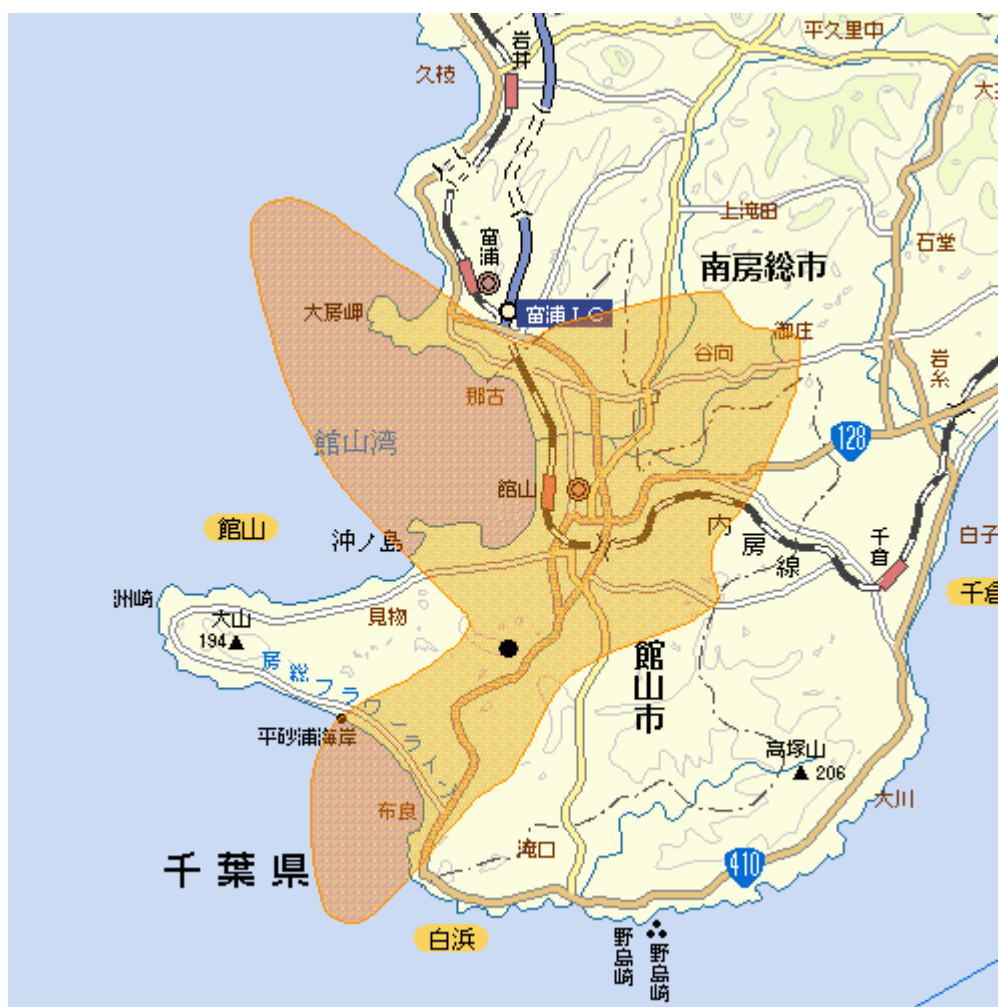 平久里中
岩井
久枝
上滝田
石堂
富浦
南房総市
大房岬
富浦IC
御庄
谷向
岩糸
那古
128
館山湾
館山
内房線
館山
沖ノ島
千倉
白子
洲崎
千倉
大山
194
見物
房総フラワーライン
館山市
平砂浦海岸
高塚山
206
布良
大川
滝口
410
千葉県
白浜
野島崎
野島崎